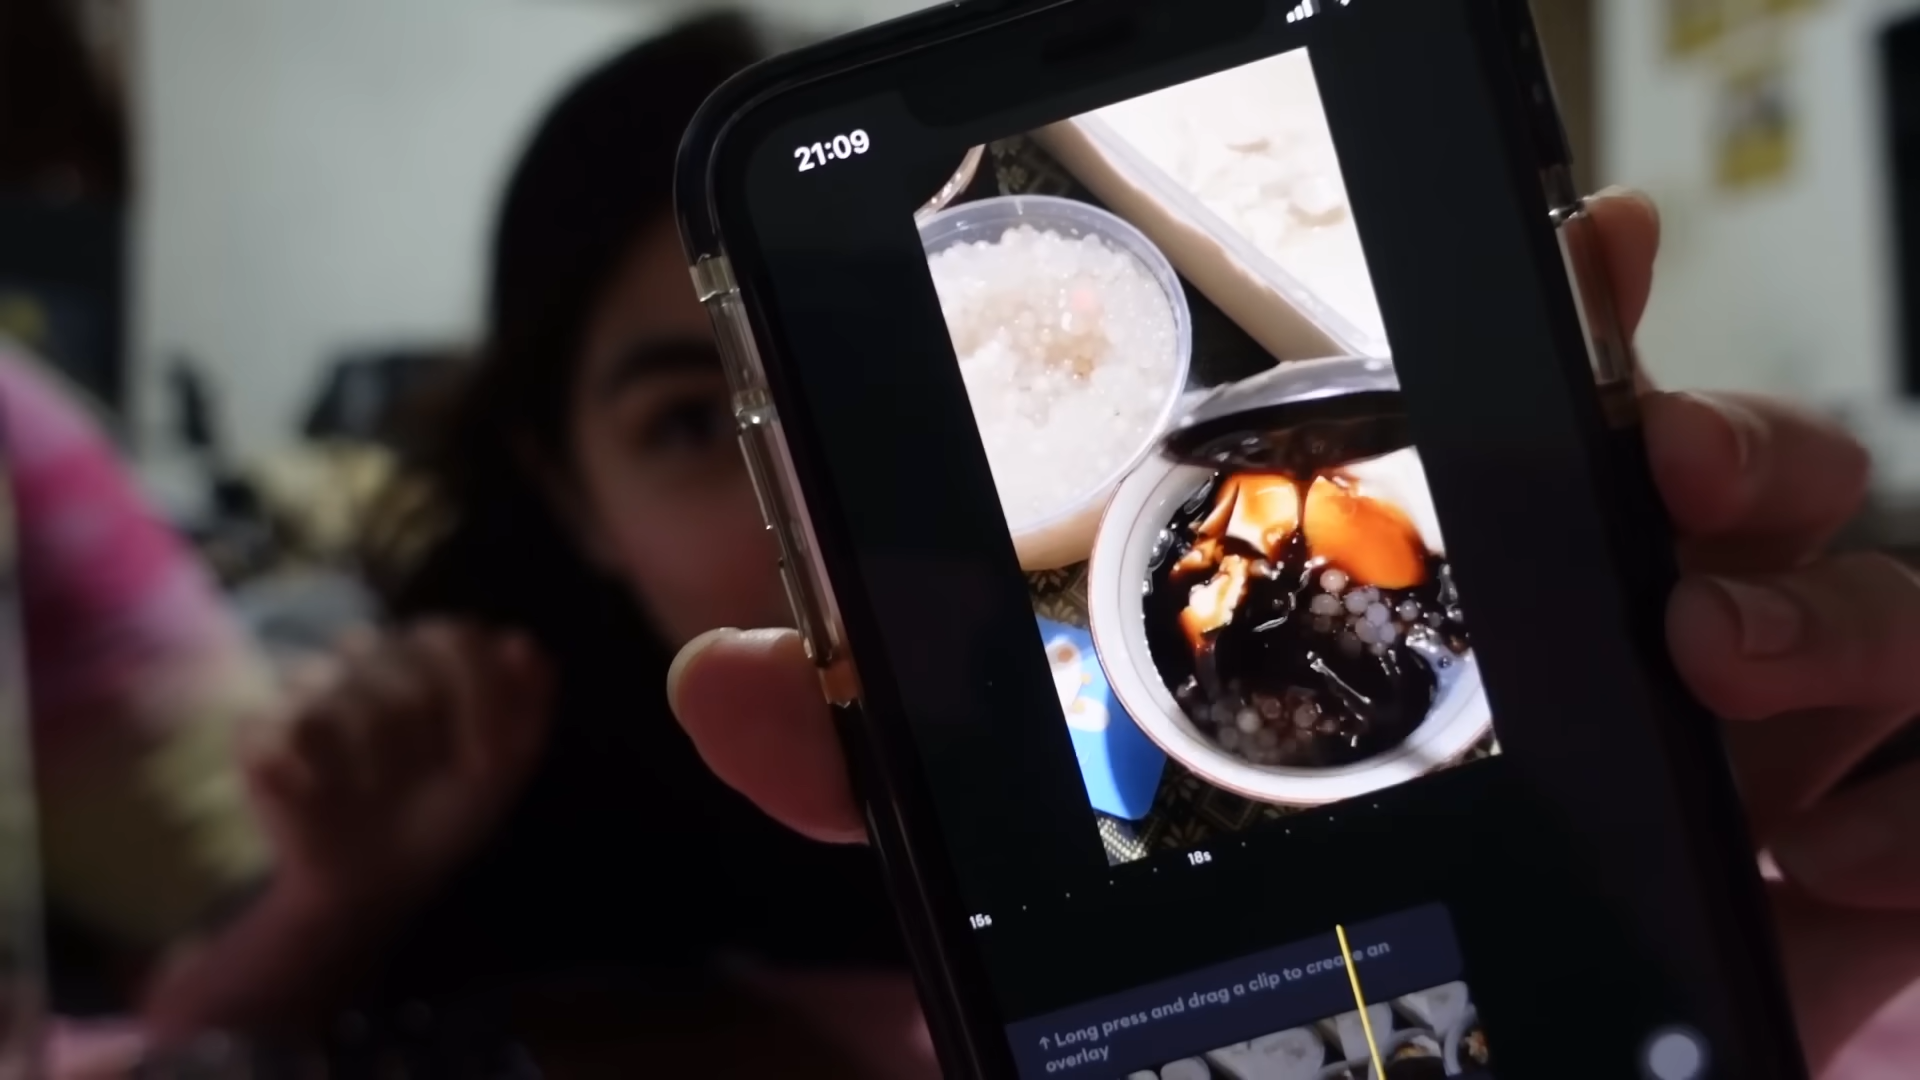 21:09
18s
15s
↑ Long press and drag a clip to create an
overlay